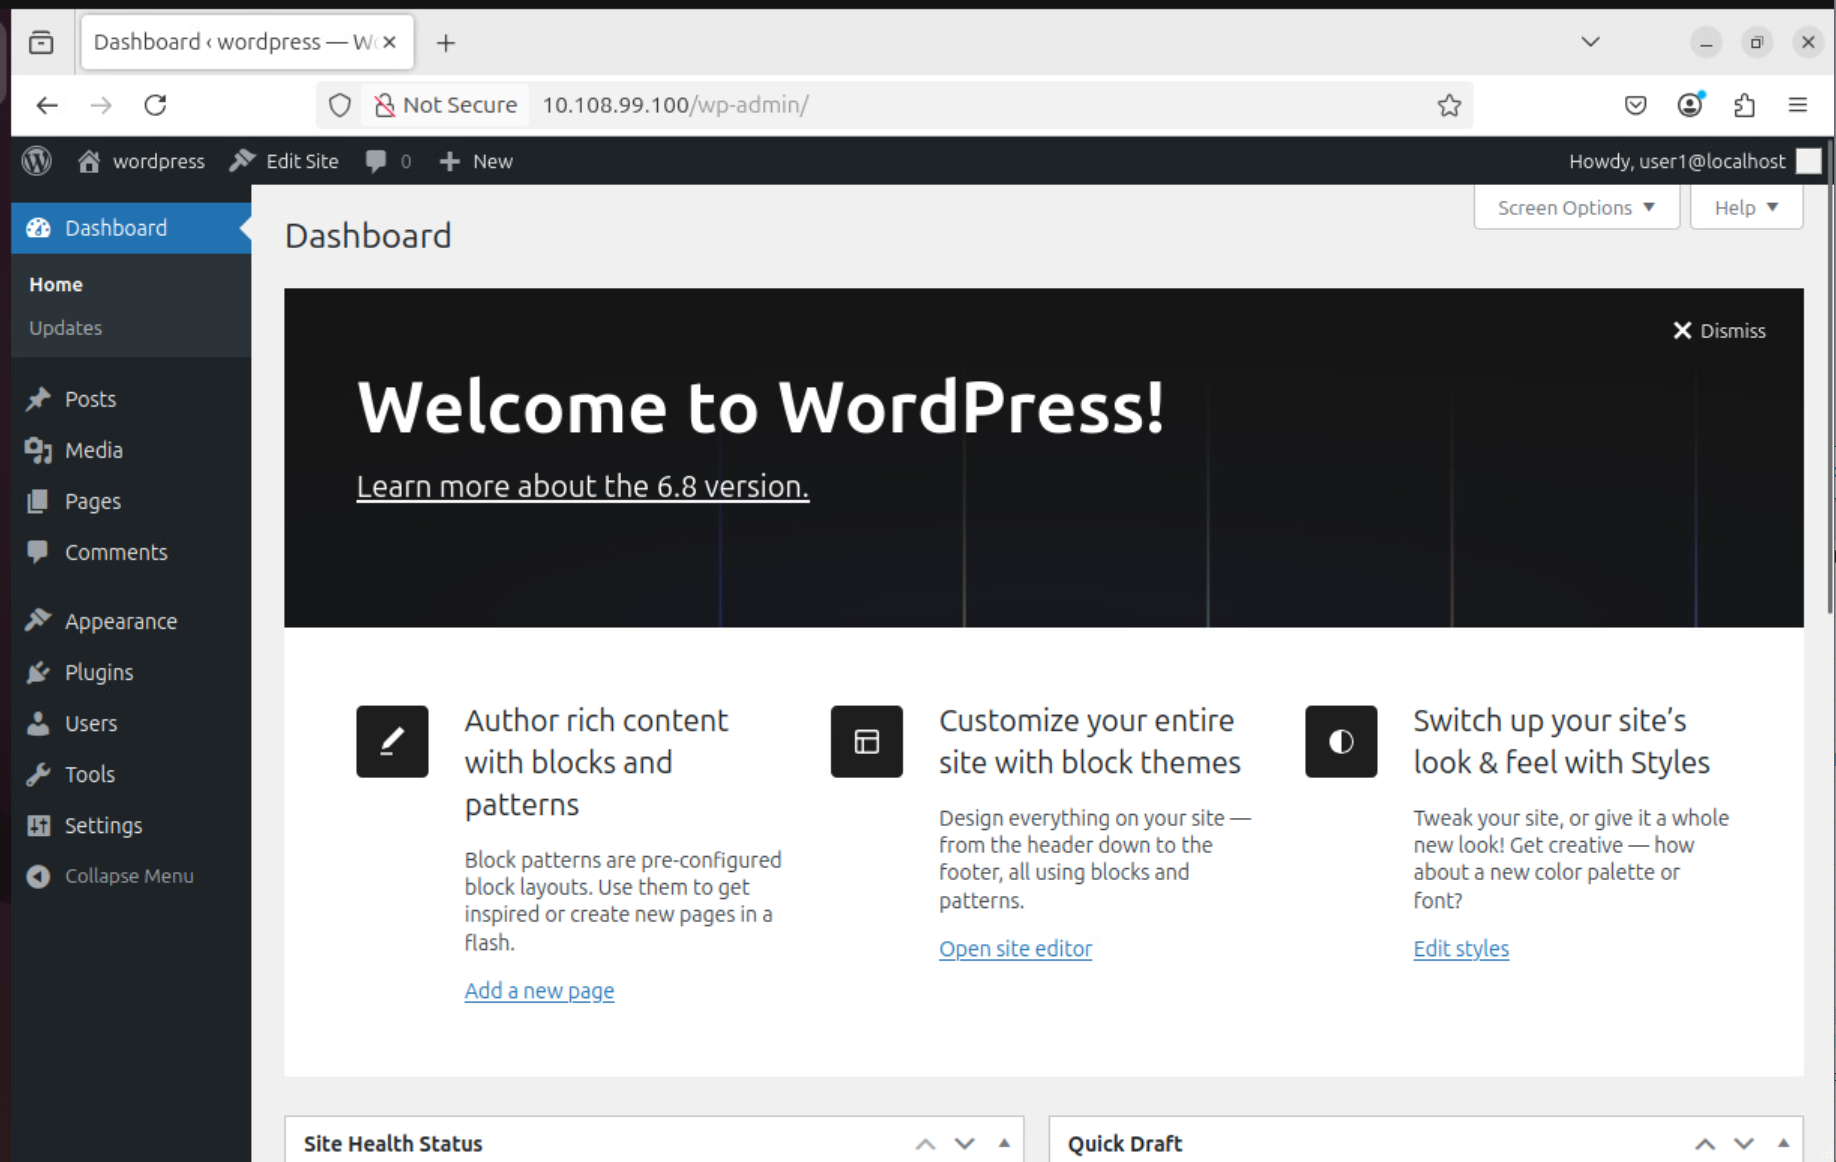 Dashboard ‹ wordpress — W
Not Secure 10.108.99.100/wp-admin/
wordpress Edit Site 0 New Howdy, user1@localhost
Screen Options Help
Dashboard
Home
Updates
Posts
Media
Pages
Comments
Appearance
Plugins
Users
Tools
Settings
Collapse Menu
Dashboard
Dismiss
Welcome to WordPress!
Learn more about the 6.8 version.
Author rich content
with blocks and
patterns
Block patterns are pre-configured
block layouts. Use them to get
inspired or create new pages in a
flash.
Add a new page
Customize your entire
site with block themes
Design everything on your site —
from the header down to the
footer, all using blocks and
patterns.
Open site editor
Switch up your site’s
look & feel with Styles
Tweak your site, or give it a whole
new look! Get creative — how
about a new color palette or
font?
Edit styles
Site Health Status
Quick Draft